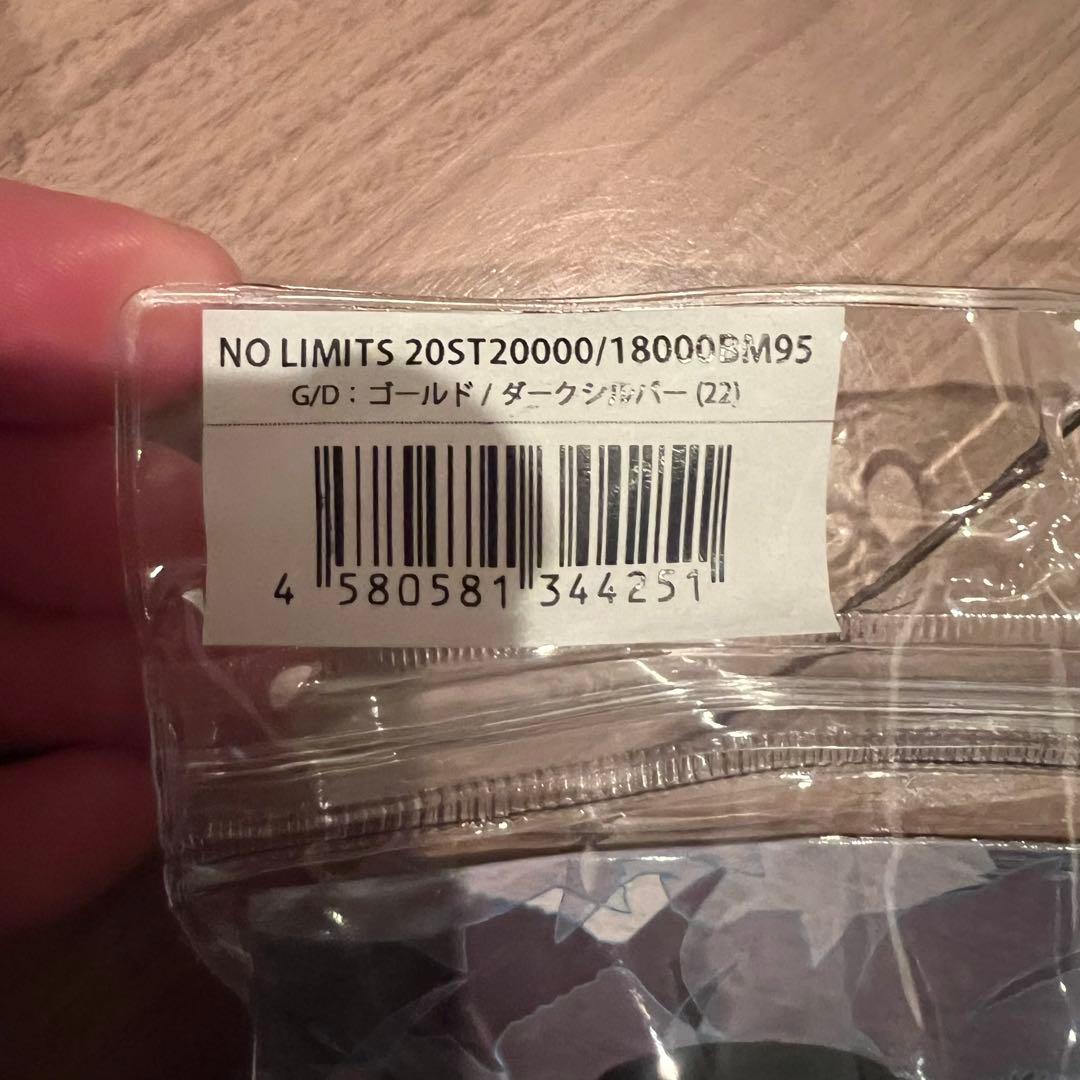 NO LIMITS 20ST20000/18000BM95
G/D : ゴールド / ダークシルバー (22)
4 580581 344251